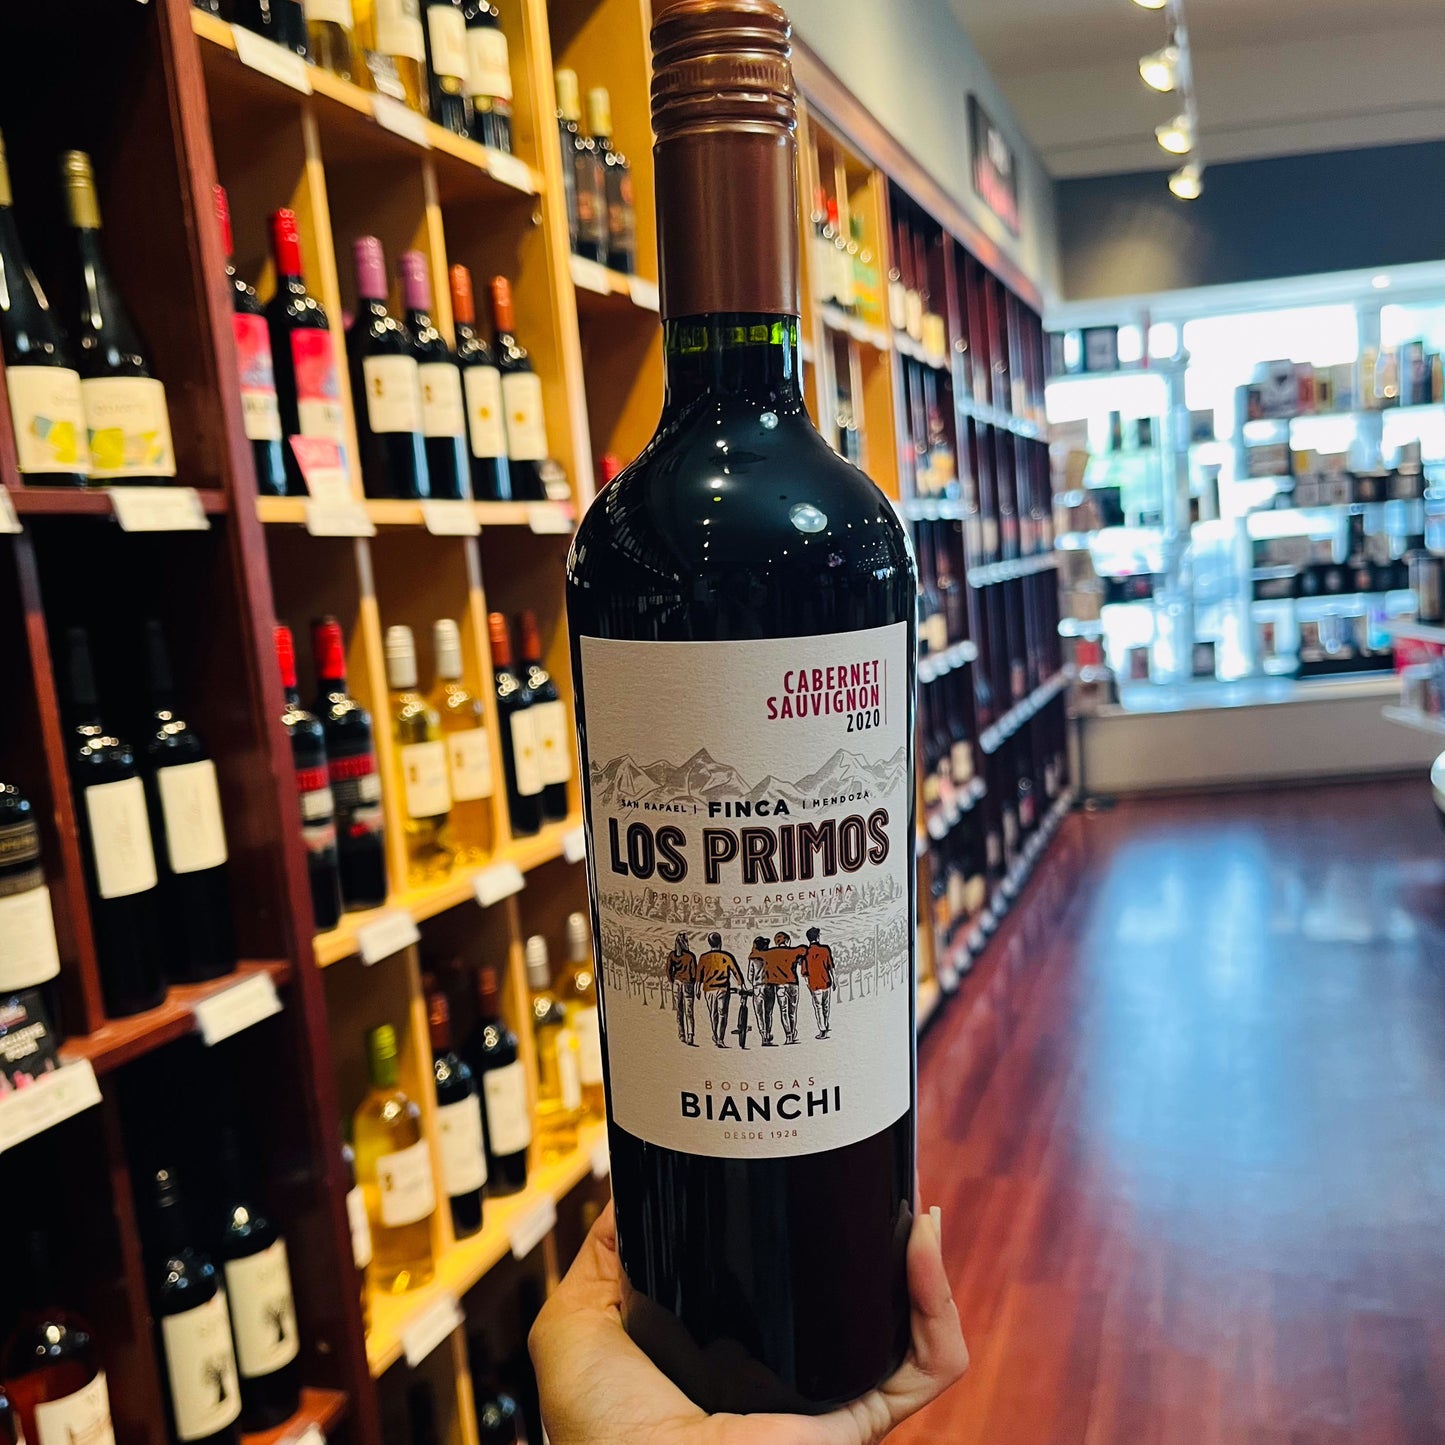 CABERNET
SAUVIGNON
2020
SAN RAFAEL | FINCA | MENDOZA
LOS PRIMOS
PRODUCT OF ARGENTINA
BODEGAS
BIANCHI
DESDE 1928